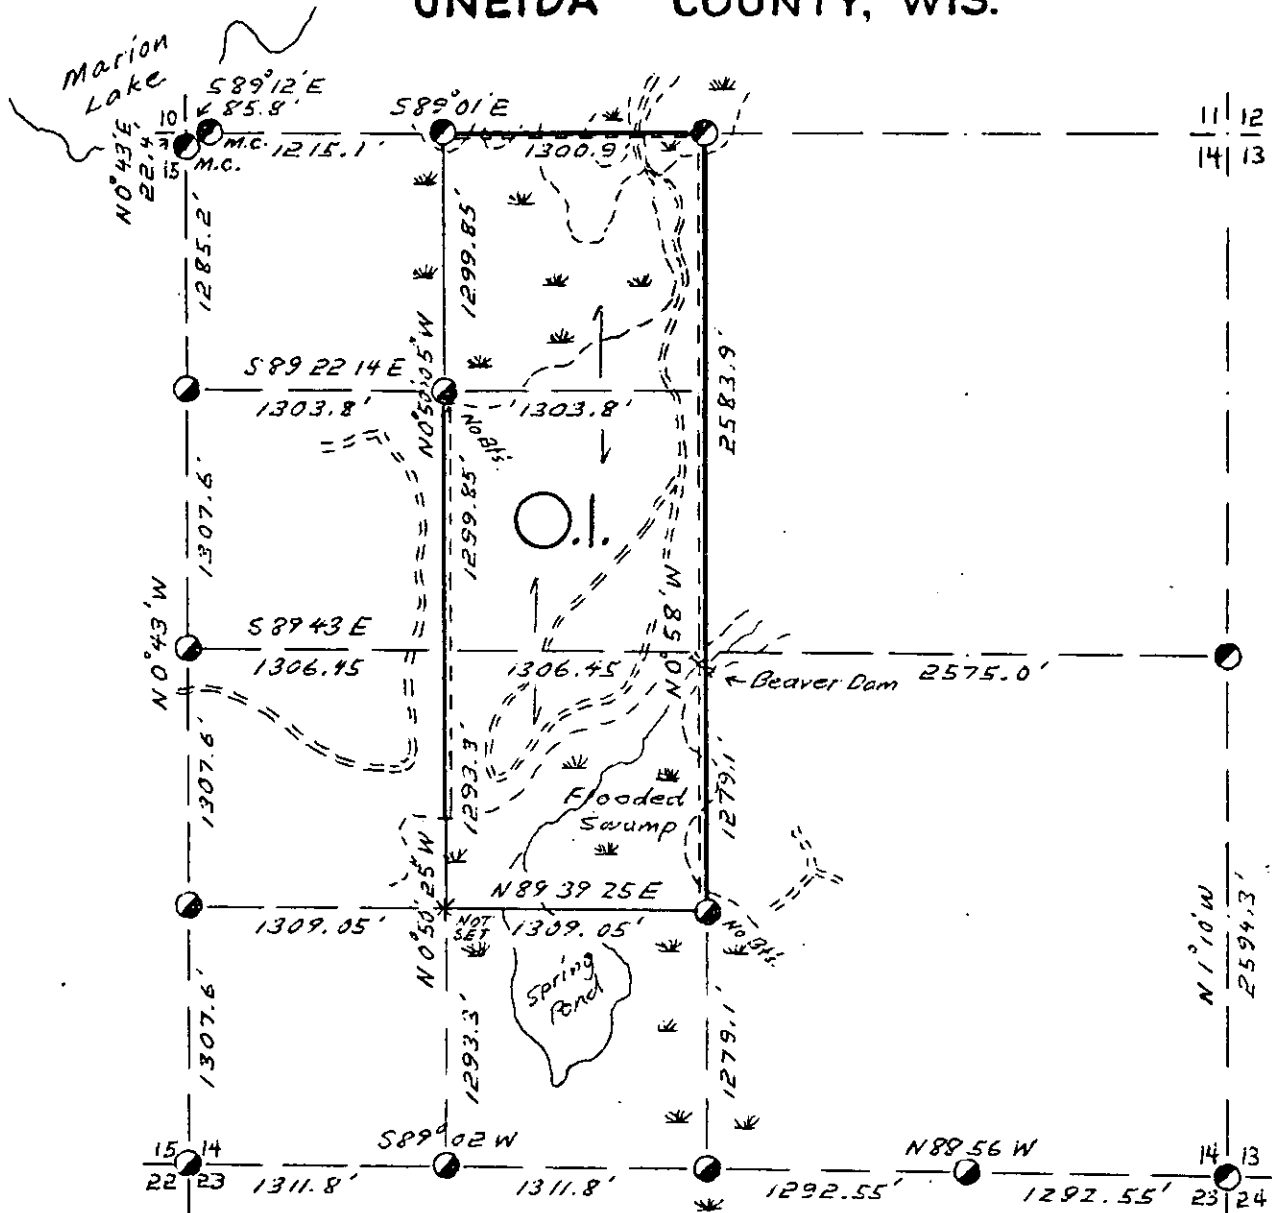 ONEIDA COUNTY, WIS.
Marion
Lake
S89°12'E
85.8'
S89°01'E
10
15
M.C.
M.C.
1215.1'
1300.9'
11 12
14 13
N0°43'E
22.4'
1285.2'
1299.85'
N0°50'05"W
S89 22 14 E
1303.8'
1303.8'
2583.9'
No Bt's.
1299.85'
O.I.
1307.6'
N0°43'W
N0°58'W
S89 43 E
1306.45
1306.45
Beaver Dam
2575.0'
1307.6'
1293.3'
1279.1'
Flooded
Swamp
N0°50'25"W
N89 39 25 E
1309.05'
NOT
SET
1309.05'
No Bt's.
Spring
Pond
N1°10'W
2594.3'
1307.6'
1293.3'
1279.1'
S89°02 W
N88 56 W
15 14
22 23
1311.8'
1311.8'
1292.55'
1292.55'
14 13
23 24